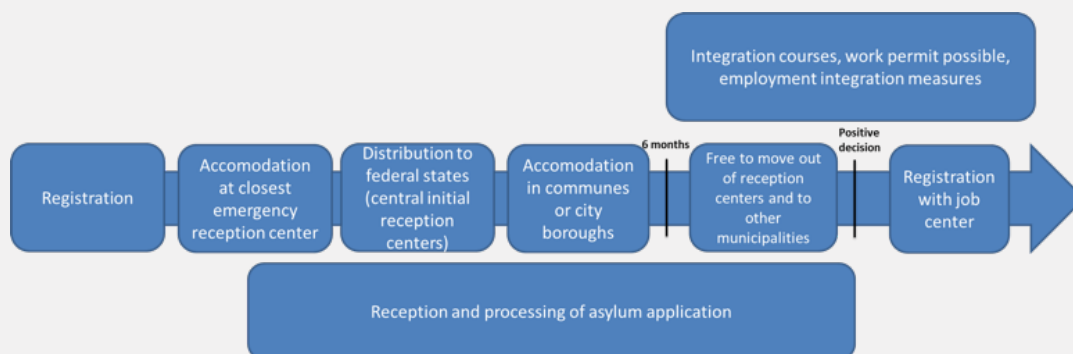 Integration courses, work permit possible,
employment integration measures
Registration
Accomodation
at closest
emergency
reception center
Distribution to
federal states
(central initial
reception
centers)
Accomodation
in communes
or city
boroughs
6 months
Free to move out
of reception
centers and to
other
municipalities
Positive
decision
Registration
with job
center
Reception and processing of asylum application